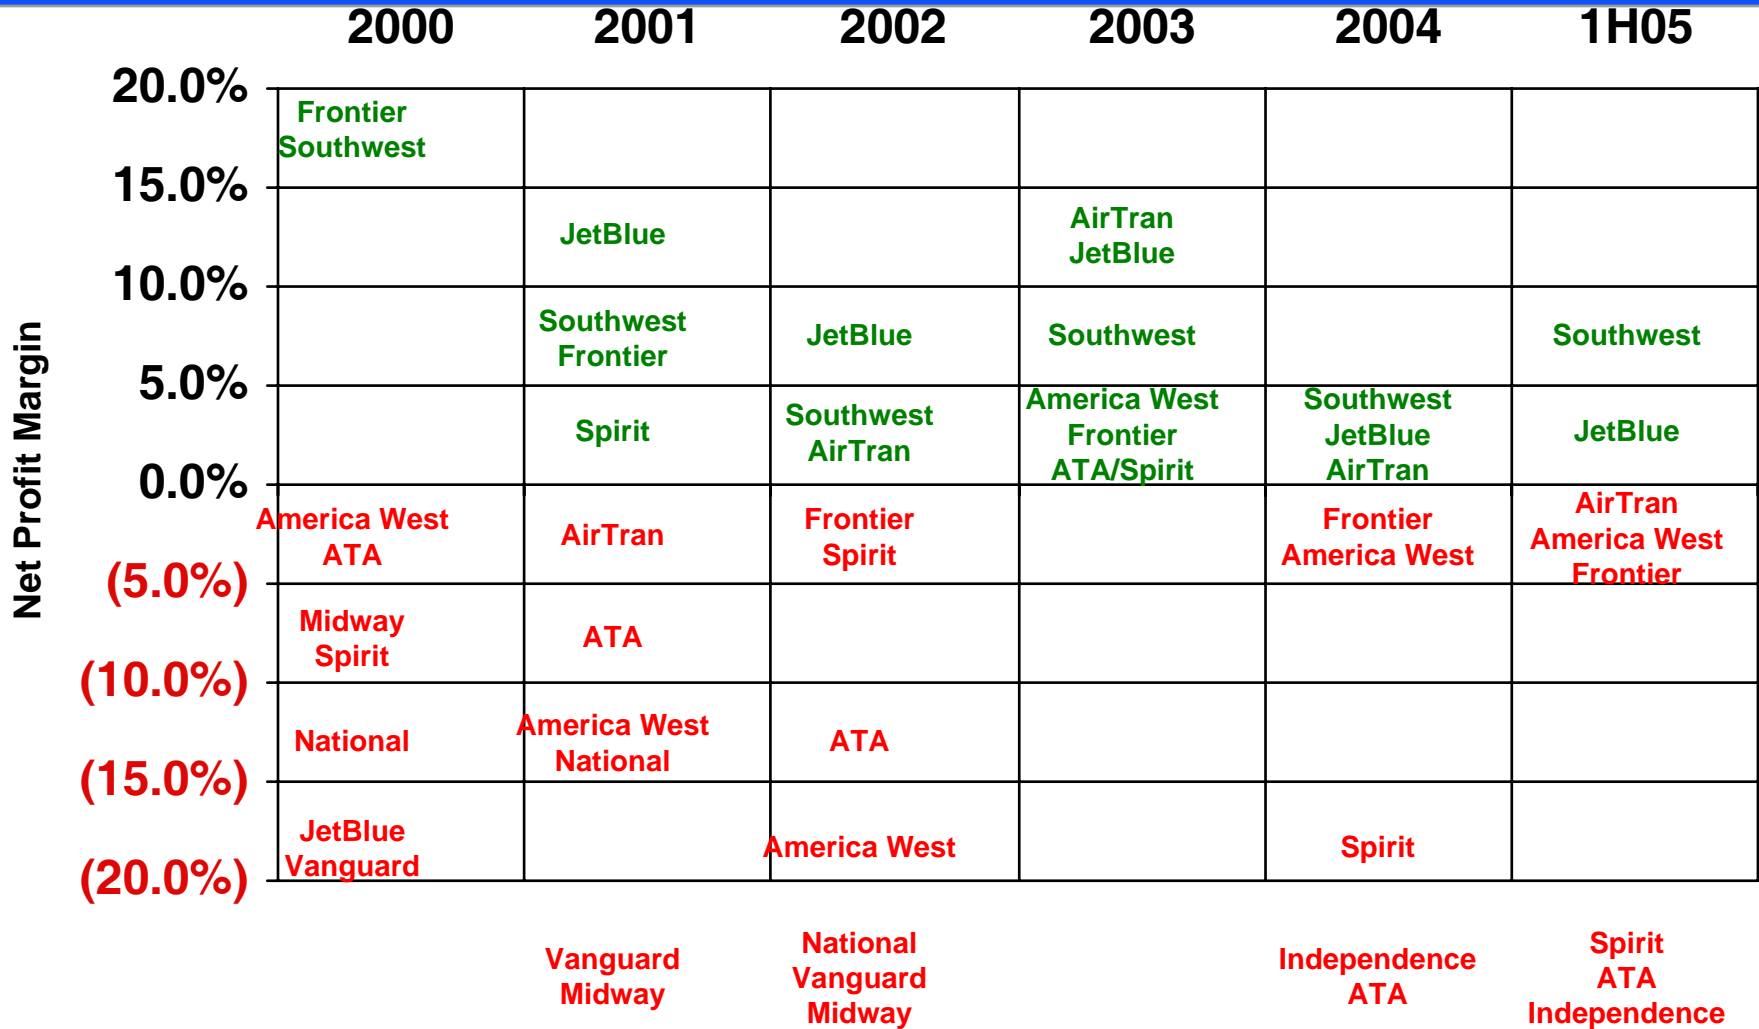 2000 2001 2002 2003 2004 1H05
Net Profit Margin
20.0%
Frontier
Southwest
15.0%
JetBlue
AirTran
JetBlue
10.0%
Southwest
Frontier
JetBlue
Southwest
Southwest
5.0%
Spirit
Southwest
AirTran
America West
Frontier
ATA/Spirit
Southwest
JetBlue
AirTran
JetBlue
0.0%
America West
ATA
AirTran
Frontier
Spirit
Frontier
America West
AirTran
America West
Frontier
(5.0%)
Midway
Spirit
ATA
(10.0%)
National
America West
National
ATA
(15.0%)
JetBlue
Vanguard
America West
Spirit
(20.0%)
Vanguard
Midway
National
Vanguard
Midway
Independence
ATA
Spirit
ATA
Independence